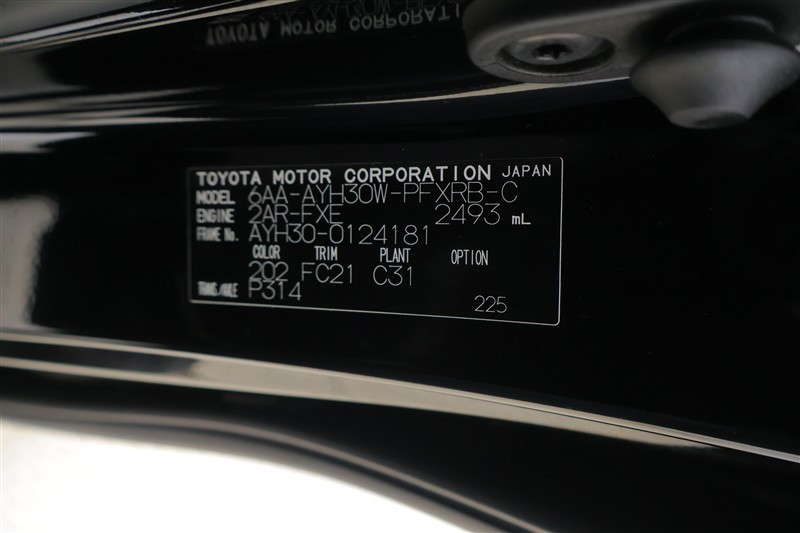 TOYOTA MOTOR CORPORATION
TOYOTA MOTOR CORPORATION JAPAN
MODEL 6AA-AYH30W-PFXRB-C
ENGINE 2AR-FXE 2493 mL
FRAME No. AYH30-0124181
COLOR TRIM PLANT OPTION
202 FC21 C31
TRANS/AXLE P314
225